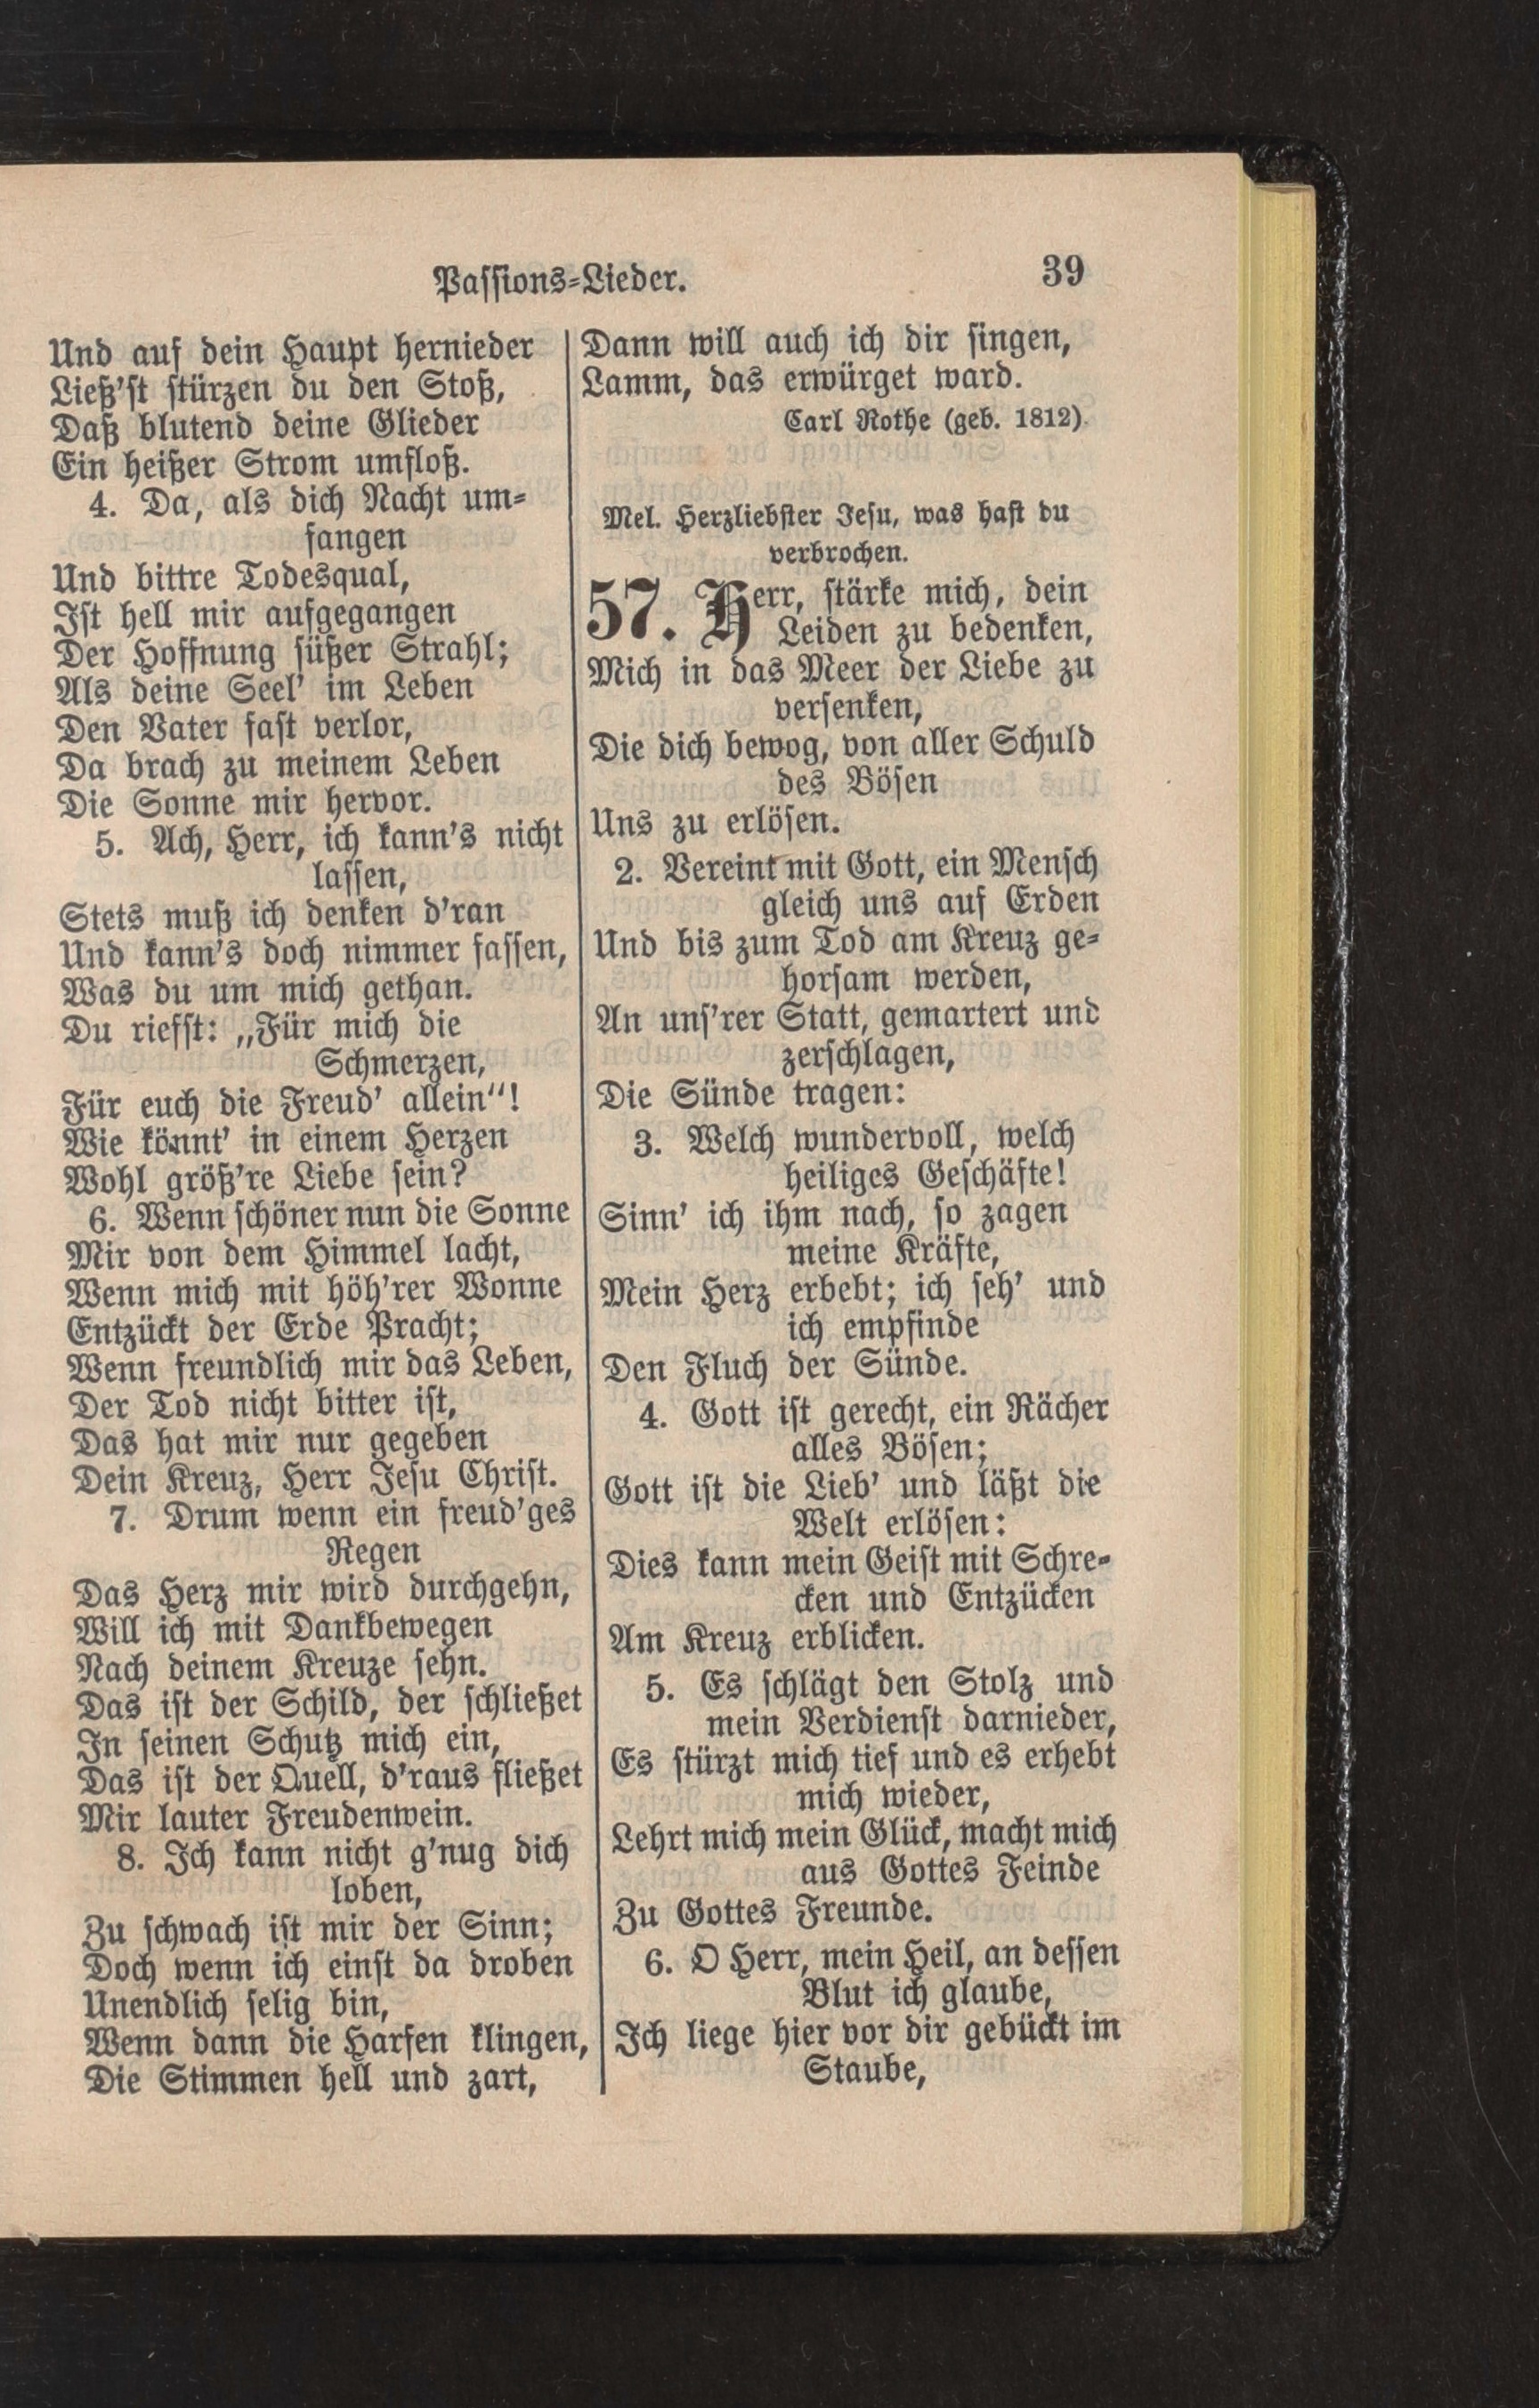 Passions-Lieder.
39
Und auf dein Haupt hernieder
Ließ'st stürzen du den Stoß,
Daß blutend deine Glieder
Ein heißer Strom umfloß.
4. Da, als dich Nacht um-
fangen
Und bittre Todesqual,
Ist hell mir aufgegangen
Der Hoffnung süßer Strahl;
Als deine Seel' im Leben
Den Vater fast verlor,
Da brach zu meinem Leben
Die Sonne mir hervor.
5. Ach, Herr, ich kann's nicht
lassen,
Stets muß ich denken d'ran
Und kann's doch nimmer fassen,
Was du um mich gethan.
Du riefst: „Für mich die
Schmerzen,
Für euch die Freud' allein“!
Wie könnt' in einem Herzen
Wohl größ're Liebe sein?
6. Wenn schöner nun die Sonne
Mir von dem Himmel lacht,
Wenn mich mit höh'rer Wonne
Entzückt der Erde Pracht;
Wenn freundlich mir das Leben,
Der Tod nicht bitter ist,
Das hat mir nur gegeben
Dein Kreuz, Herr Jesu Christ.
7. Drum wenn ein freud'ges
Regen
Das Herz mir wird durchgehn,
Will ich mit Dankbewegen
Nach deinem Kreuze sehn.
Das ist der Schild, der schließet
In seinen Schutz mich ein,
Das ist der Quell, d'raus fließet
Mir lauter Freudenwein.
8. Ich kann nicht g'nug dich
loben,
Zu schwach ist mir der Sinn;
Doch wenn ich einst da droben
Unendlich selig bin,
Wenn dann die Harfen klingen,
Die Stimmen hell und zart,
Dann will auch ich dir singen,
Lamm, das erwürget ward.
Carl Rothe (geb. 1812).
Mel. Herzliebster Jesu, was hast du
verbrochen.
57. Herr, stärke mich, dein
Leiden zu bedenken,
Mich in das Meer der Liebe zu
versenken,
Die dich bewog, von aller Schuld
des Bösen
Uns zu erlösen.
2. Vereint mit Gott, ein Mensch
gleich uns auf Erden
Und bis zum Tod am Kreuz ge-
horsam werden,
An uns'rer Statt, gemartert und
zerschlagen,
Die Sünde tragen:
3. Welch wundervoll, welch
heiliges Geschäfte!
Sinn' ich ihm nach, so zagen
meine Kräfte,
Mein Herz erbebt; ich seh' und
ich empfinde
Den Fluch der Sünde.
4. Gott ist gerecht, ein Rächer
alles Bösen;
Gott ist die Lieb' und läßt die
Welt erlösen:
Dies kann mein Geist mit Schre-
cken und Entzücken
Am Kreuz erblicken.
5. Es schlägt den Stolz und
mein Verdienst darnieder,
Es stürzt mich tief und es erhebt
mich wieder,
Lehrt mich mein Glück, macht mich
aus Gottes Feinde
Zu Gottes Freunde.
6. O Herr, mein Heil, an dessen
Blut ich glaube,
Ich liege hier vor dir gebückt im
Staube,